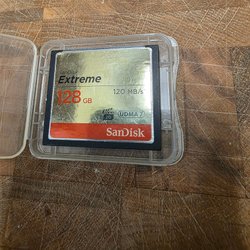 Extreme
120 MB/s
128 GB
UDMA 7
SanDisk